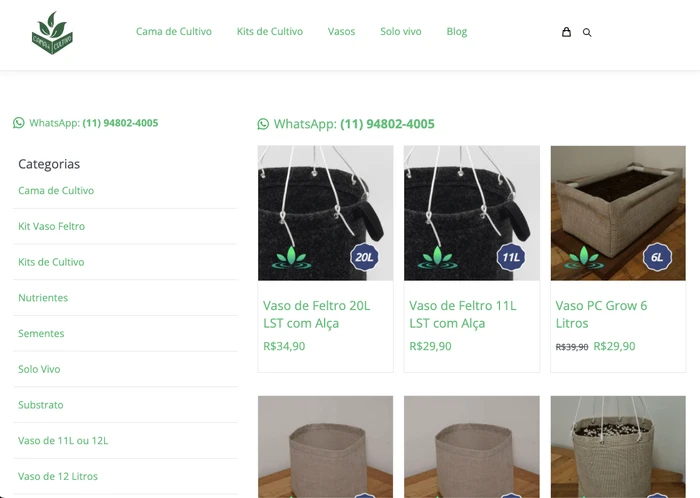 CAMA CULTIVO
Cama de Cultivo
Kits de Cultivo
Vasos
Solo vivo
Blog
WhatsApp: (11) 94802-4005
Categorias
Cama de Cultivo
Kit Vaso Feltro
Kits de Cultivo
Nutrientes
Sementes
Solo Vivo
Substrato
Vaso de 11L ou 12L
Vaso de 12 Litros
WhatsApp: (11) 94802-4005
20L
Vaso de Feltro 20L
LST com Alça
R$34,90
11L
Vaso de Feltro 11L
LST com Alça
R$29,90
6L
Vaso PC Grow 6
Litros
R$39,90 R$29,90